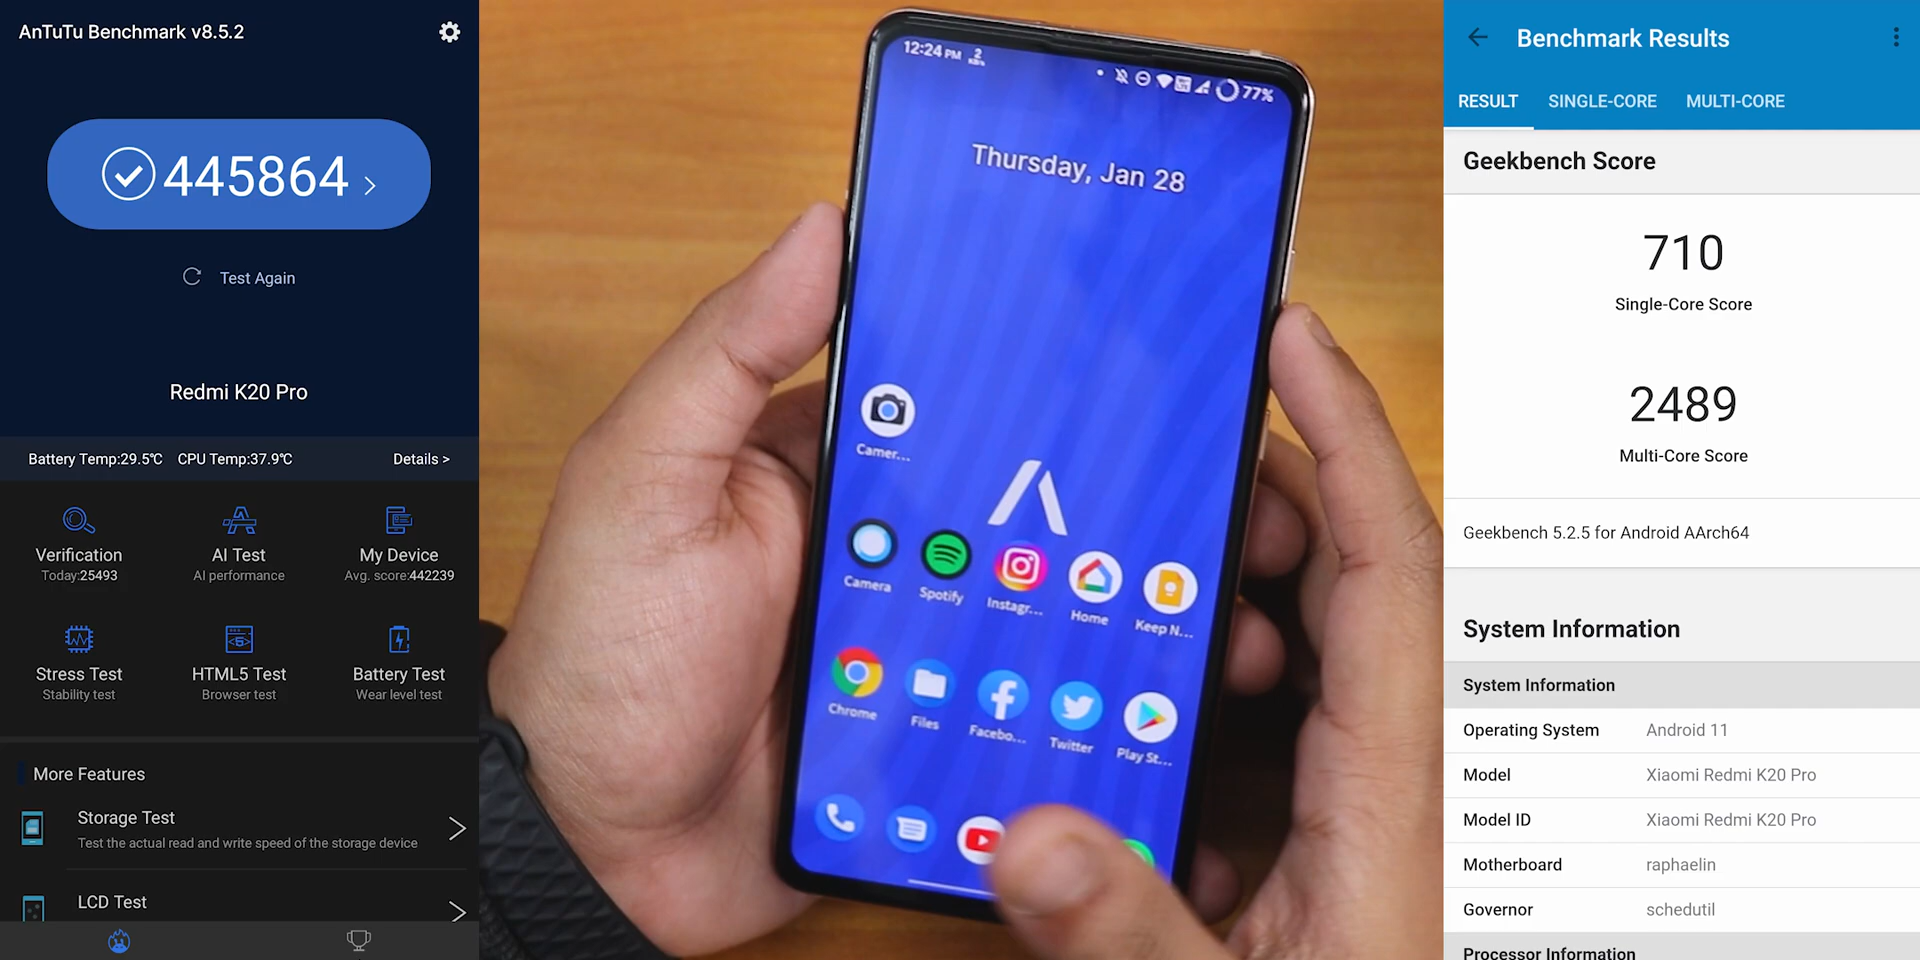 AnTuTu Benchmark v8.5.2
445864 >
Test Again
Redmi K20 Pro
Battery Temp:29.5℃ CPU Temp:37.9℃ Details >
Verification
Today:25493
AI Test
AI performance
My Device
Avg. score:442239
Stress Test
Stability test
HTML5 Test
Browser test
Battery Test
Wear level test
More Features
Storage Test
Test the actual read and write speed of the storage device
LCD Test
12:24 PM 2 KB/s
77%
Thursday, Jan 28
Camer...
Camera
Spotify
Instagr...
Home
Keep N...
Chrome
Files
Facebo...
Twitter
Play St...
Benchmark Results
RESULT SINGLE-CORE MULTI-CORE
Geekbench Score
710
Single-Core Score
2489
Multi-Core Score
Geekbench 5.2.5 for Android AArch64
System Information
System Information
Operating System Android 11
Model Xiaomi Redmi K20 Pro
Model ID Xiaomi Redmi K20 Pro
Motherboard raphaelin
Governor schedutil
Processor Information